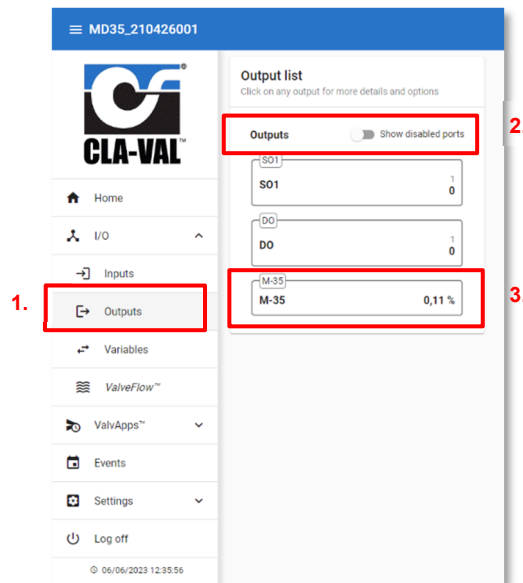 MD35_210426001
CLA-VAL™
Home
I/O
Inputs
1.
Outputs
Variables
ValveFlow™
ValvApps™
Events
Settings
Log off
06/06/2023 12:35:56
Output list
Click on any output for more details and options
2.
Outputs
Show disabled ports
SO1
SO1
1
0
DO
DO
1
0
M-35
3.
M-35 0,11 %